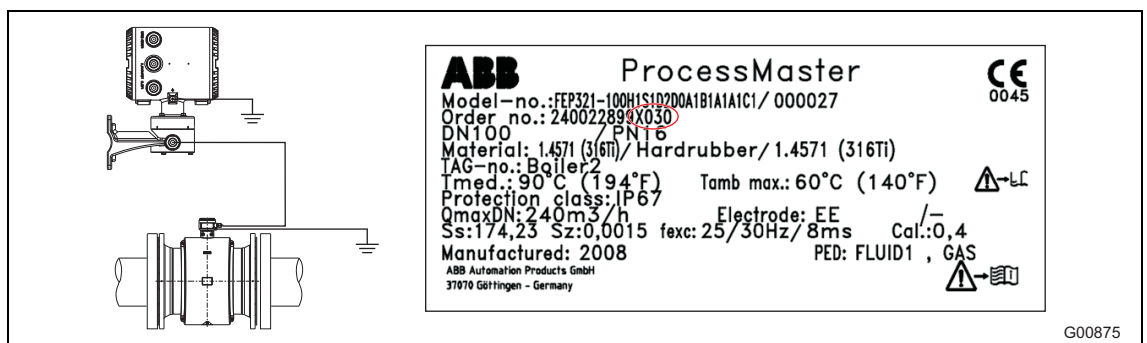 ABB ProcessMaster CE
0045
Model-no.:FEP321-100H1S1D2D0A1B1A1A1C1/ 000027
Order no.: 240022899X030
DN100 /PN16
Material: 1.4571 (316Ti)/Hardrubber/1.4571 (316Ti)
TAG-no.: Boiler2
Tmed.: 90°C (194°F) Tamb max.: 60°C (140°F)
Protection class:IP67
QmaxDN: 240m3/h Electrode: EE /-
Ss:174,23 Sz:0,0015 fexc: 25/30Hz/8ms Cal.:0,4
Manufactured: 2008 PED: FLUID1 , GAS
ABB Automation Products GmbH
37070 Göttingen - Germany
G00875